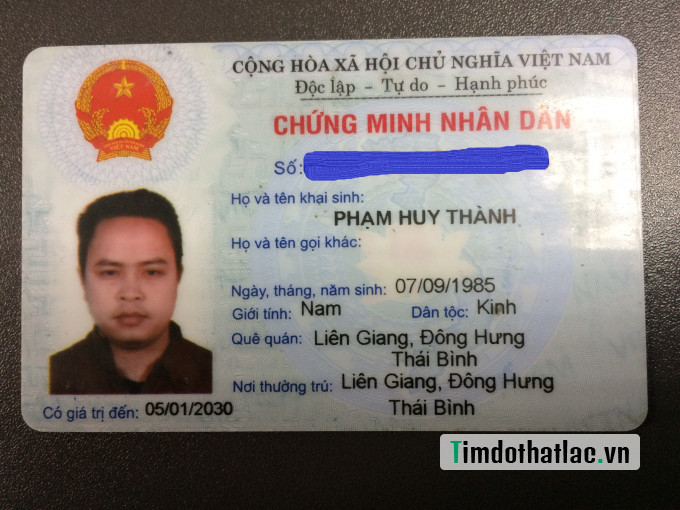 CỘNG HÒA XÃ HỘI CHỦ NGHĨA VIỆT NAM
Độc lập - Tự do - Hạnh phúc
CHỨNG MINH NHÂN DÂN
Số:
Họ và tên khai sinh:
PHẠM HUY THÀNH
Họ và tên gọi khác:
Ngày, tháng, năm sinh: 07/09/1985
Giới tính: Nam Dân tộc: Kinh
Quê quán: Liên Giang, Đông Hưng
Thái Bình
Nơi thường trú: Liên Giang, Đông Hưng
Thái Bình
Có giá trị đến: 05/01/2030
VIỆT NAM
Timdothatlac.vn